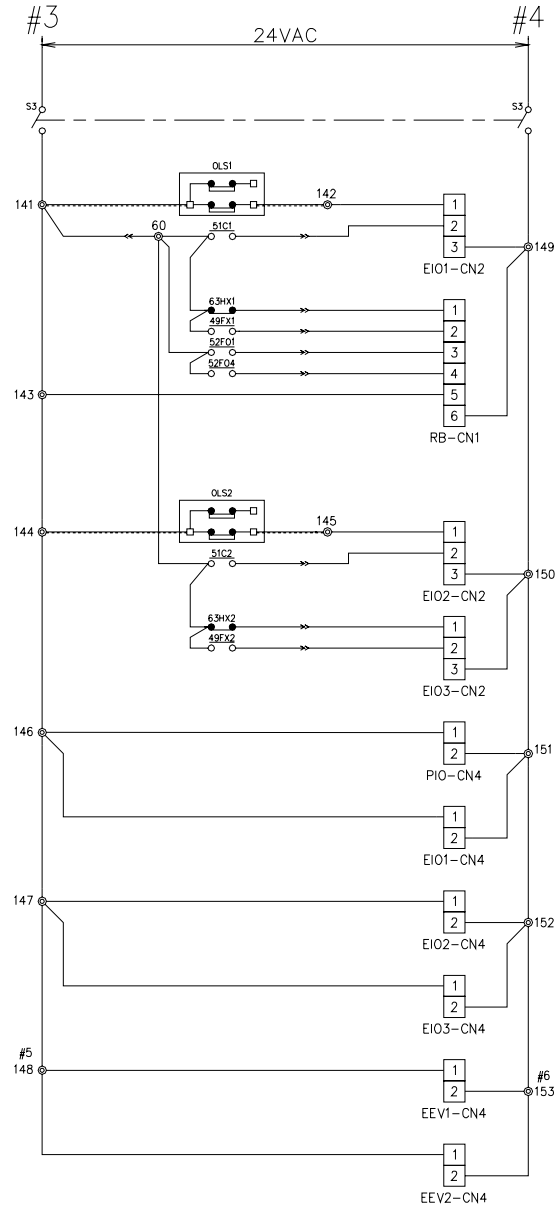 #3 #4
24VAC
S3 S3
OLS1
141 142 1
60 51C1 2
3 149
EIO1-CN2
63HX1 1
49FX1 2
52FO1 3
52FO4 4
143 5
6
RB-CN1
OLS2
144 145 1
51C2 2
3 150
EIO2-CN2
63HX2 1
49FX2 2
3
EIO3-CN2
146 1
2 151
PIO-CN4
1
2
EIO1-CN4
147 1
2 152
EIO2-CN4
1
2
EIO3-CN4
#5
148 1
#6
2 153
EEV1-CN4
1
2
EEV2-CN4